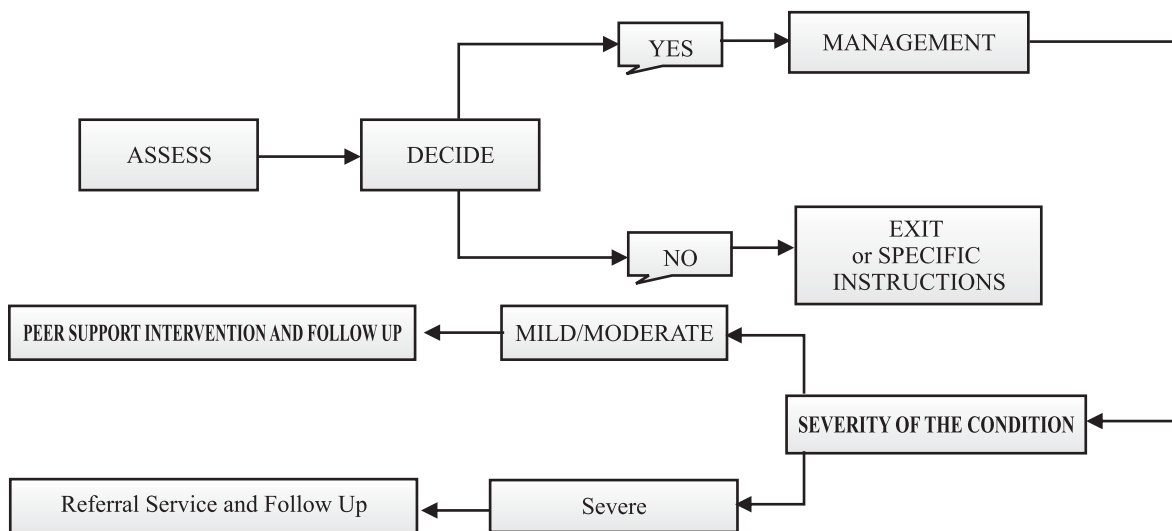 YES
MANAGEMENT
ASSESS
DECIDE
NO
EXIT
or SPECIFIC
INSTRUCTIONS
PEER SUPPORT INTERVENTION AND FOLLOW UP
MILD/MODERATE
SEVERITY OF THE CONDITION
Referral Service and Follow Up
Severe